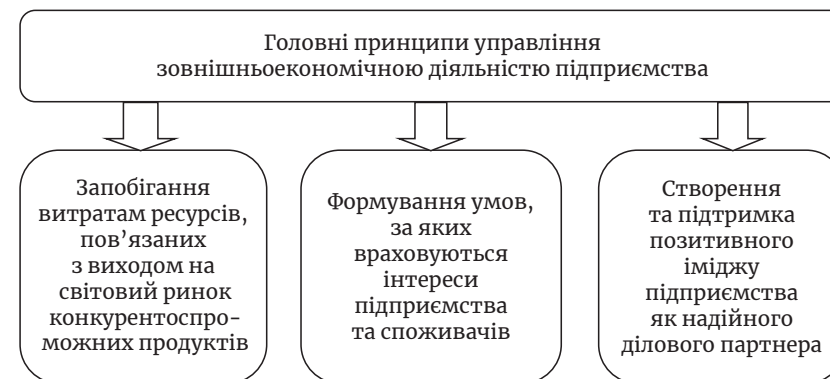 Головні принципи управління
зовнішньоекономічною діяльністю підприємства
Запобігання
витратам ресурсів,
пов’язаних
з виходом на
світовий ринок
конкурентоспро-
можних продуктів
Формування умов,
за яких
враховуються
інтереси
підприємства
та споживачів
Створення
та підтримка
позитивного
іміджу
підприємства
як надійного
ділового партнера